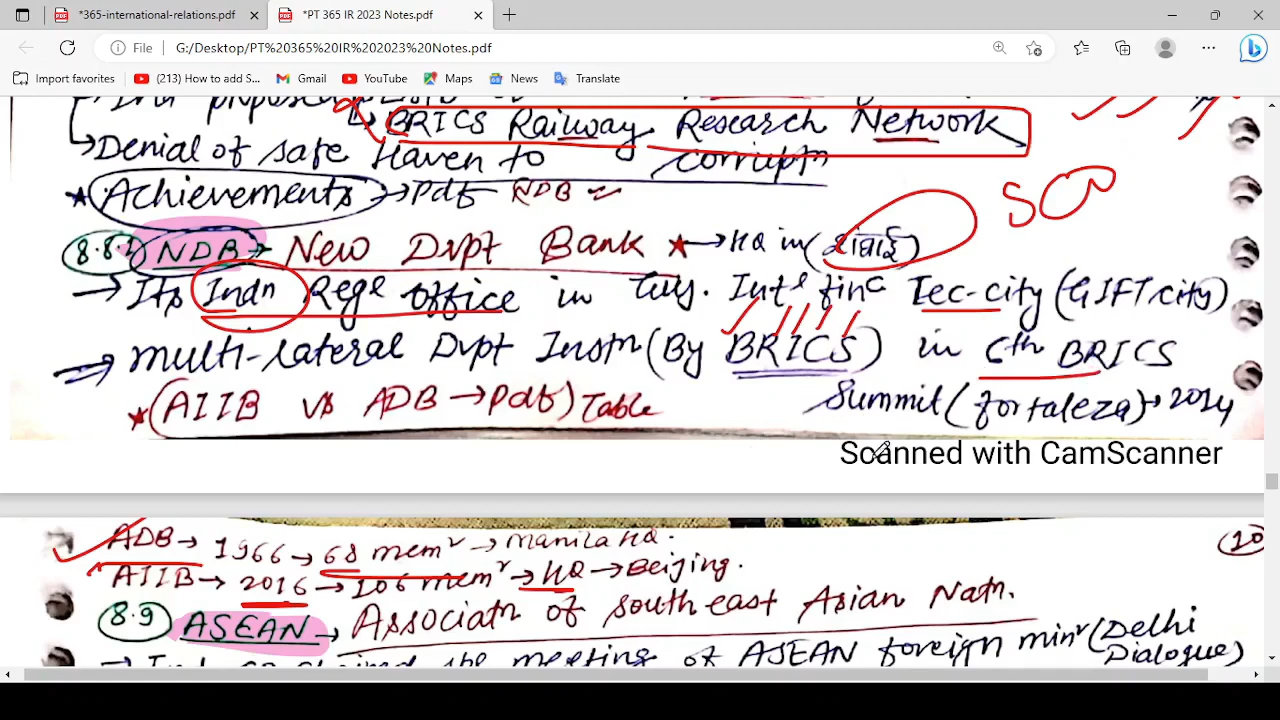 *365-international-relations.pdf
*PT 365 IR 2023 Notes.pdf
File
G:/Desktop/PT%20365%20IR%202023%20Notes.pdf
Import favorites
(213) How to add S...
Gmail
YouTube
Maps
News
Translate
BRICS Railway Research Network
Denial of safe Haven to corruptn
Achievements → Pdf NDB
SCO
NDB → New Dvpt Bank ★ → HQ in (शंघाई)
→ Its Indn Regl office in Guj. Intl finc Tec-city (GIFT city)
⇒ multi-lateral Dvpt Instn (By BRICS) in 6th BRICS
Summit (fortaleza) → 2014
★ (AIIB vs ADB → Pdf) Table
Scanned with CamScanner
ADB → 1966 → 68 memr → Manila HQ.
10
AIIB → 2016 → 106 memr → HQ → Beijing.
8.9 ASEAN → Associatn of south east Asian Natn.
the meeting of ASEAN foreign minr (Delhi
Dialogue)